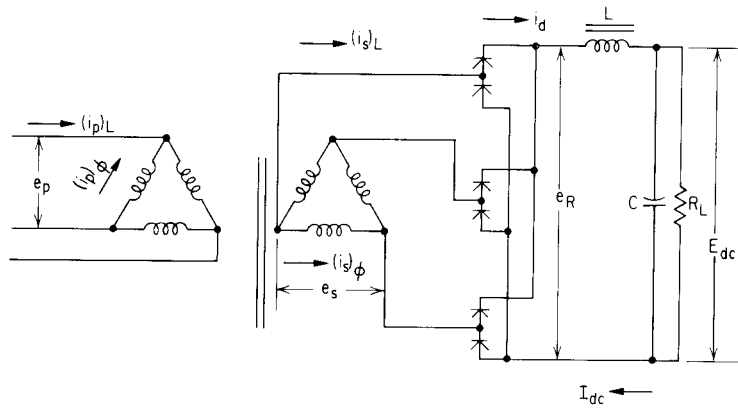 i_d
L
(i_s)_L
(i_p)_L
(i_p)_ϕ
e_p
e_R
C
R_L
E_dc
(i_s)_ϕ
e_s
I_dc